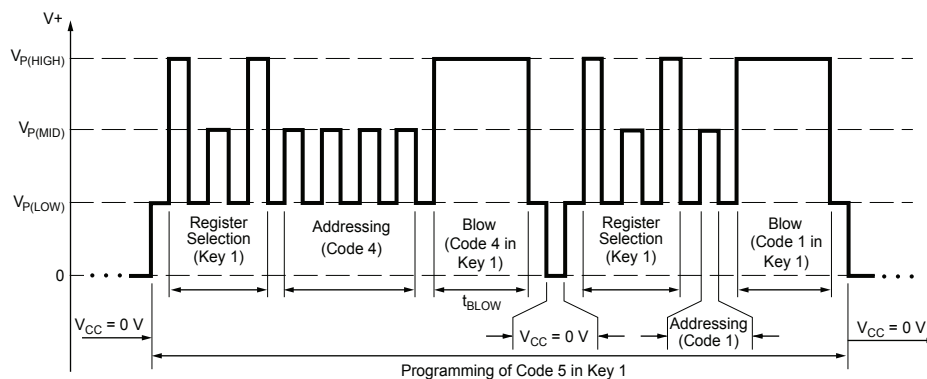 V+
VP(HIGH)
VP(MID)
VP(LOW)
0
Register
Selection
(Key 1)
Addressing
(Code 4)
Blow
(Code 4 in
Key 1)
Register
Selection
(Key 1)
Blow
(Code 1 in
Key 1)
tBLOW
VCC = 0 V
VCC = 0 V
Addressing
(Code 1)
VCC = 0 V
Programming of Code 5 in Key 1